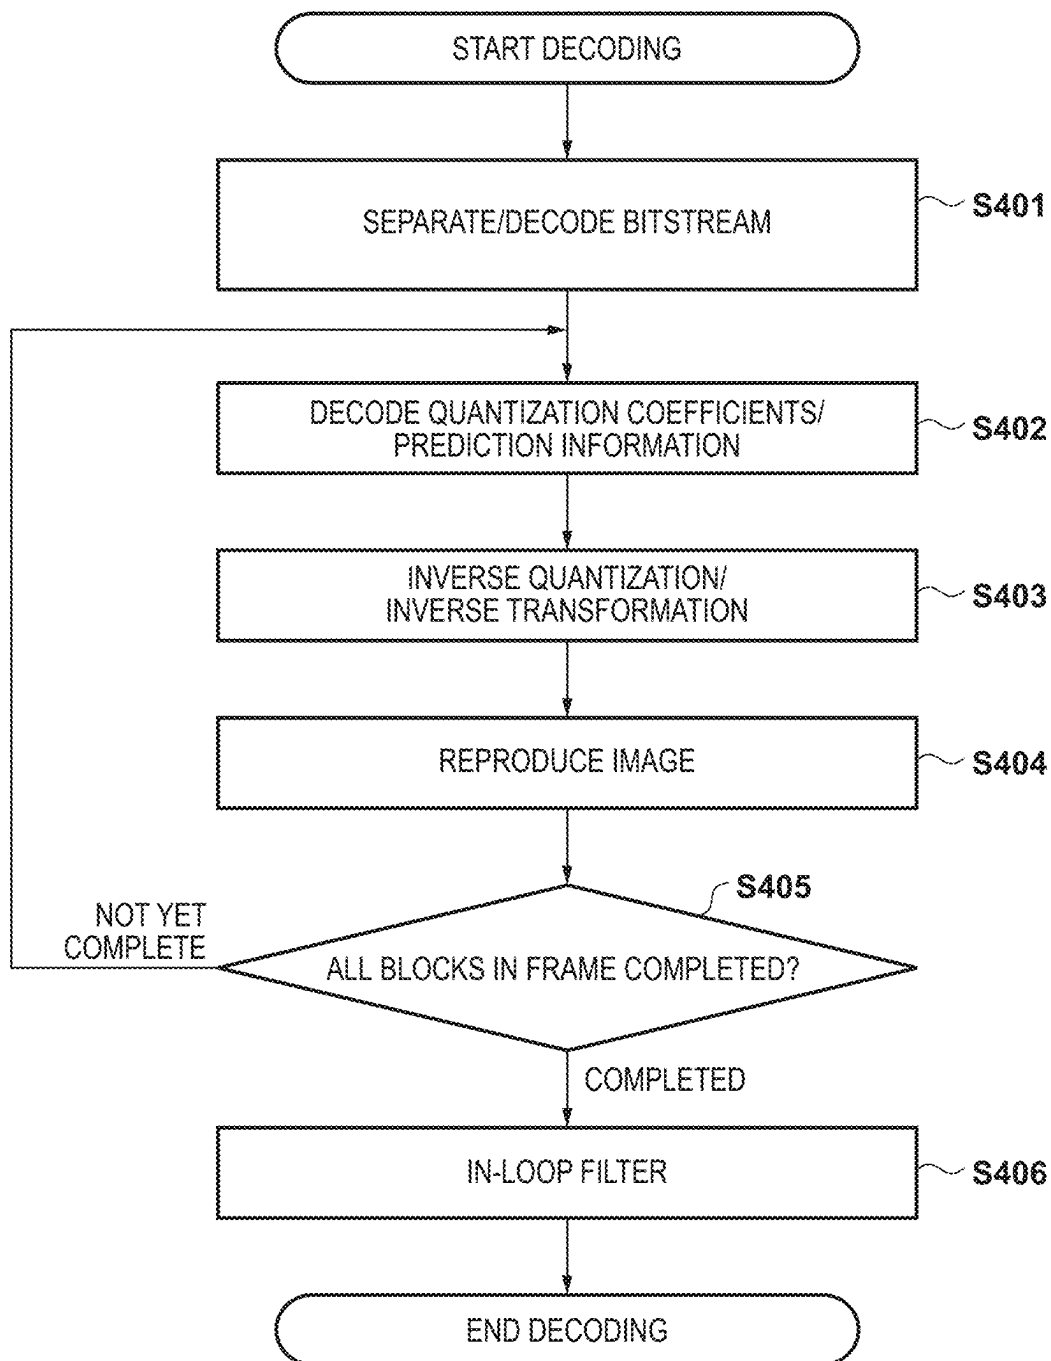 START DECODING
SEPARATE/DECODE BITSTREAM
S401
DECODE QUANTIZATION COEFFICIENTS/
PREDICTION INFORMATION
S402
INVERSE QUANTIZATION/
INVERSE TRANSFORMATION
S403
REPRODUCE IMAGE
S404
S405
NOT YET
COMPLETE
ALL BLOCKS IN FRAME COMPLETED?
COMPLETED
IN-LOOP FILTER
S406
END DECODING